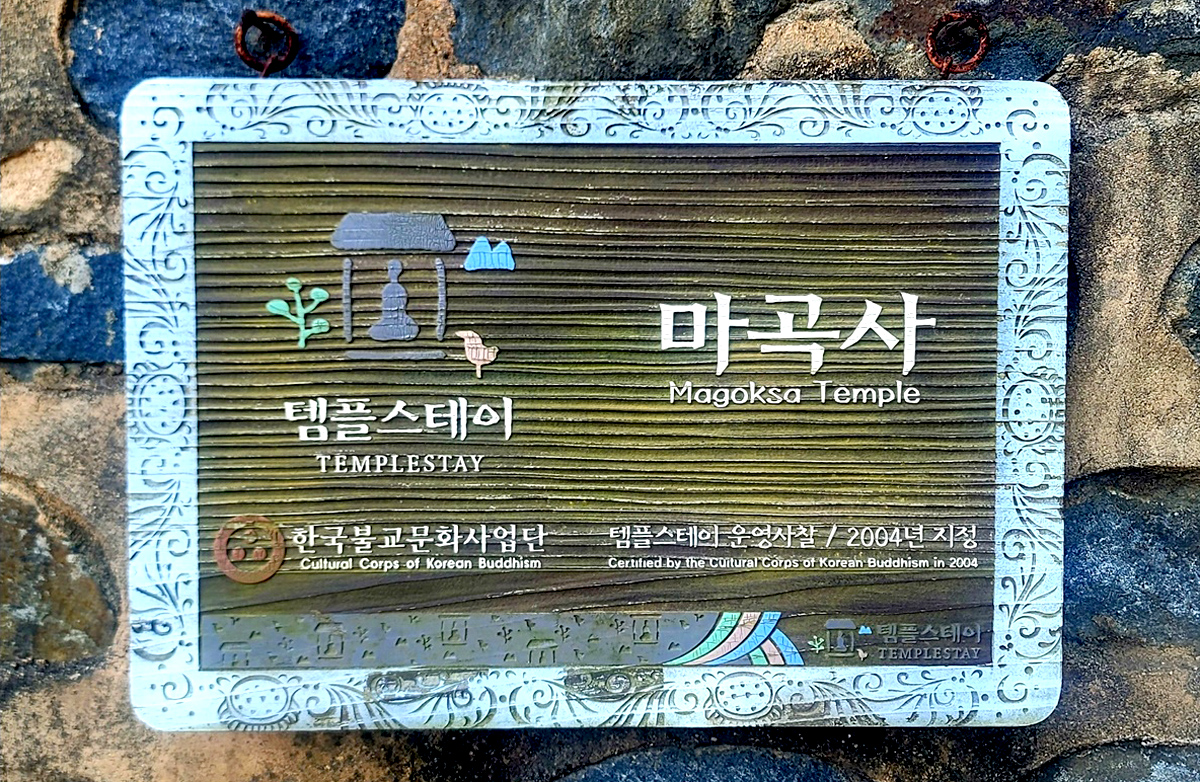 템플스테이
TEMPLESTAY
마곡사
Magoksa Temple
한국불교문화사업단
Cultural Corps of Korean Buddhism
템플스테이 운영사찰 / 2004년 지정
Certified by the Cultural Corps of Korean Buddhism in 2004
템플스테이
TEMPLESTAY